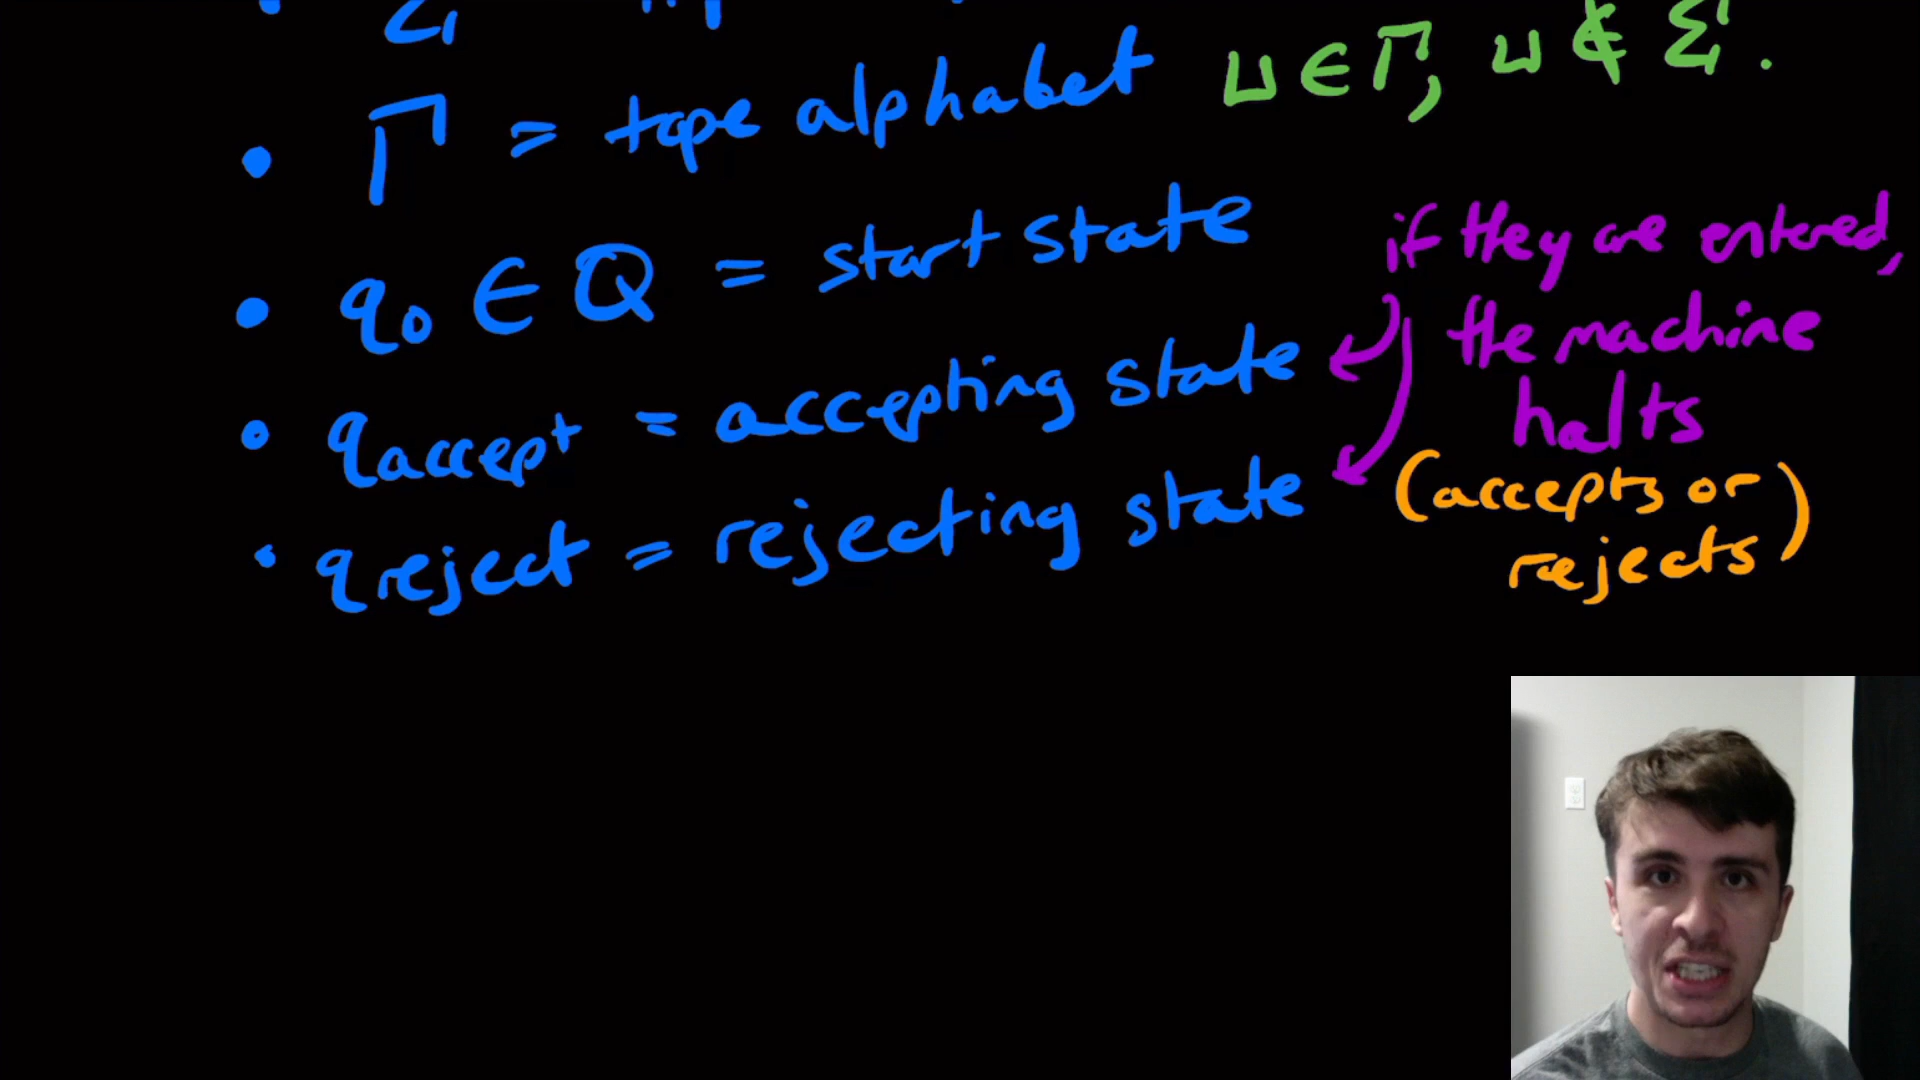 • Σ
• Γ = tape alphabet ⊔ ∈ Γ, ⊔ ∉ Σ.
• q0 ∈ Q = start state
if they are entered,
the machine
halts
• qaccept = accepting state
(accepts or
rejects)
• qreject = rejecting state